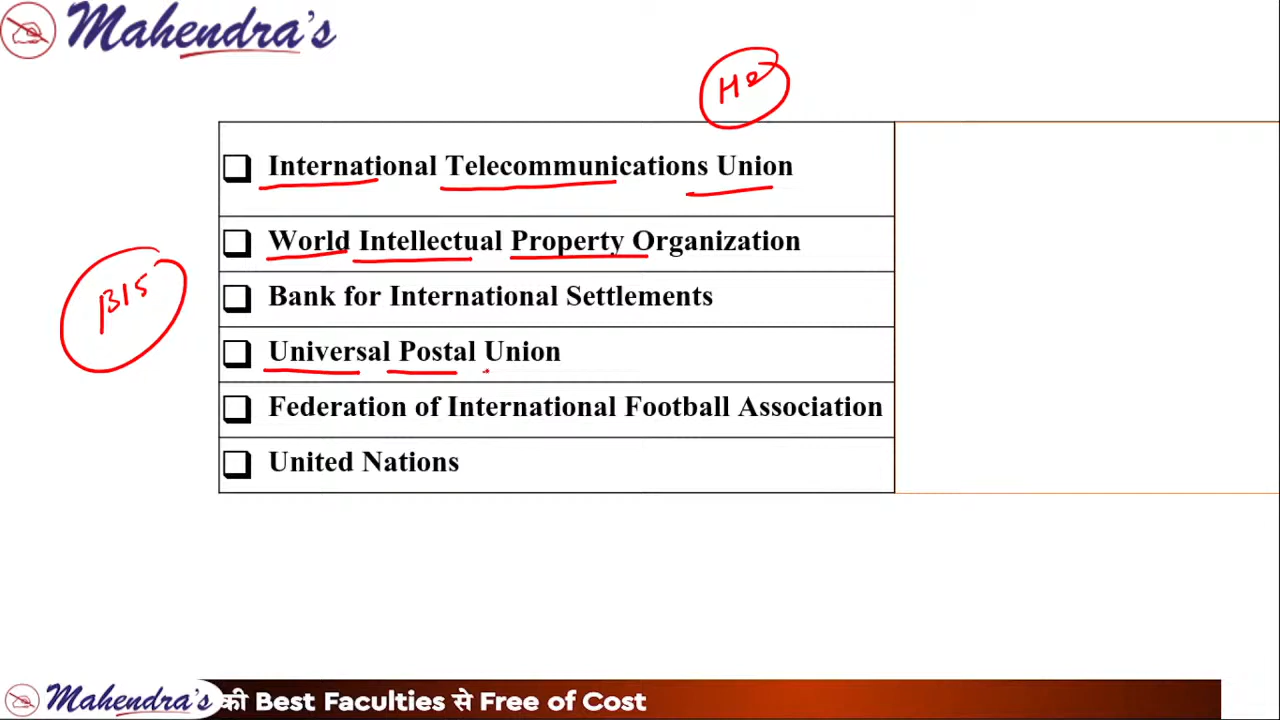 Mahendra's
HQ
International Telecommunications Union
World Intellectual Property Organization
BIS
Bank for International Settlements
Universal Postal Union
Federation of International Football Association
United Nations
Mahendra's की Best Faculties से Free of Cost